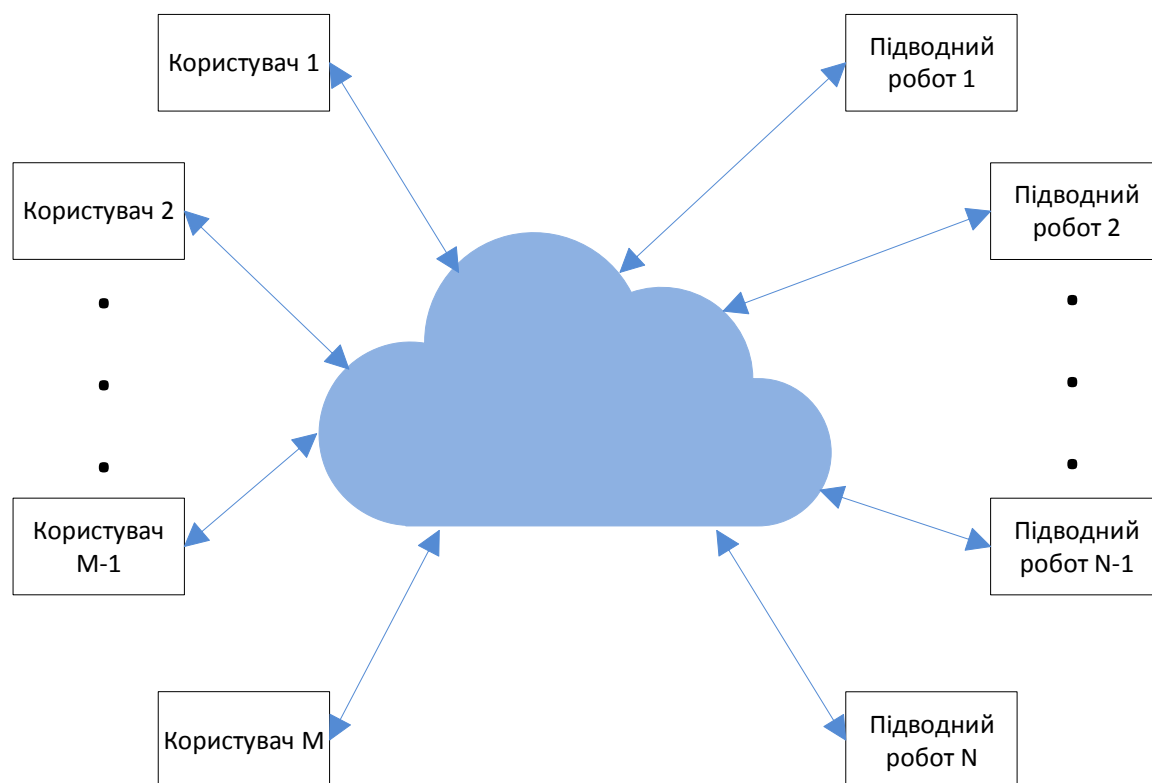 Користувач 1
Підводний
робот 1
Користувач 2
Підводний
робот 2
Користувач
M-1
Підводний
робот N-1
Користувач M
Підводний
робот N